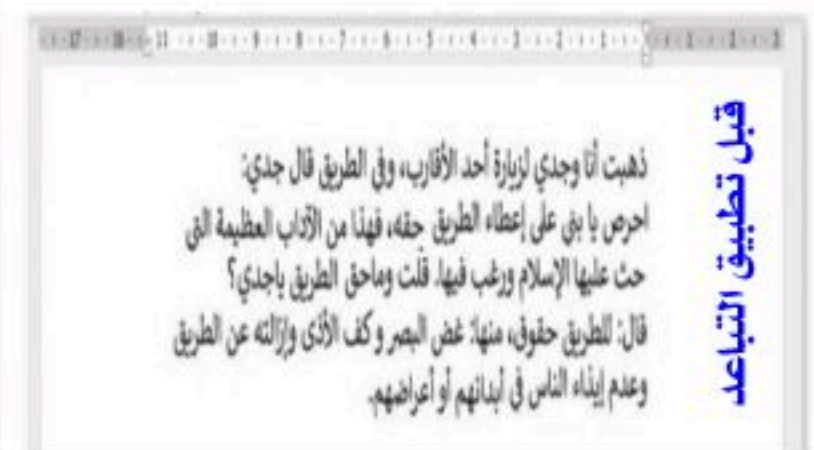 قبل تطبيق التباعد
ذهبت أنا وجدي لزيارة أحد الأقارب، وفي الطريق قال جدي:
احرص يا بني على إعطاء الطريق حقه، فهذا من الآداب العظيمة التي
حث عليها الإسلام ورغب فيها. قلت وماحق الطريق ياجدي؟
قال: للطريق حقوق، منها: غض البصر وكف الأذى وإزالته عن الطريق
وعدم إيذاء الناس في أبدانهم أو أعراضهم.